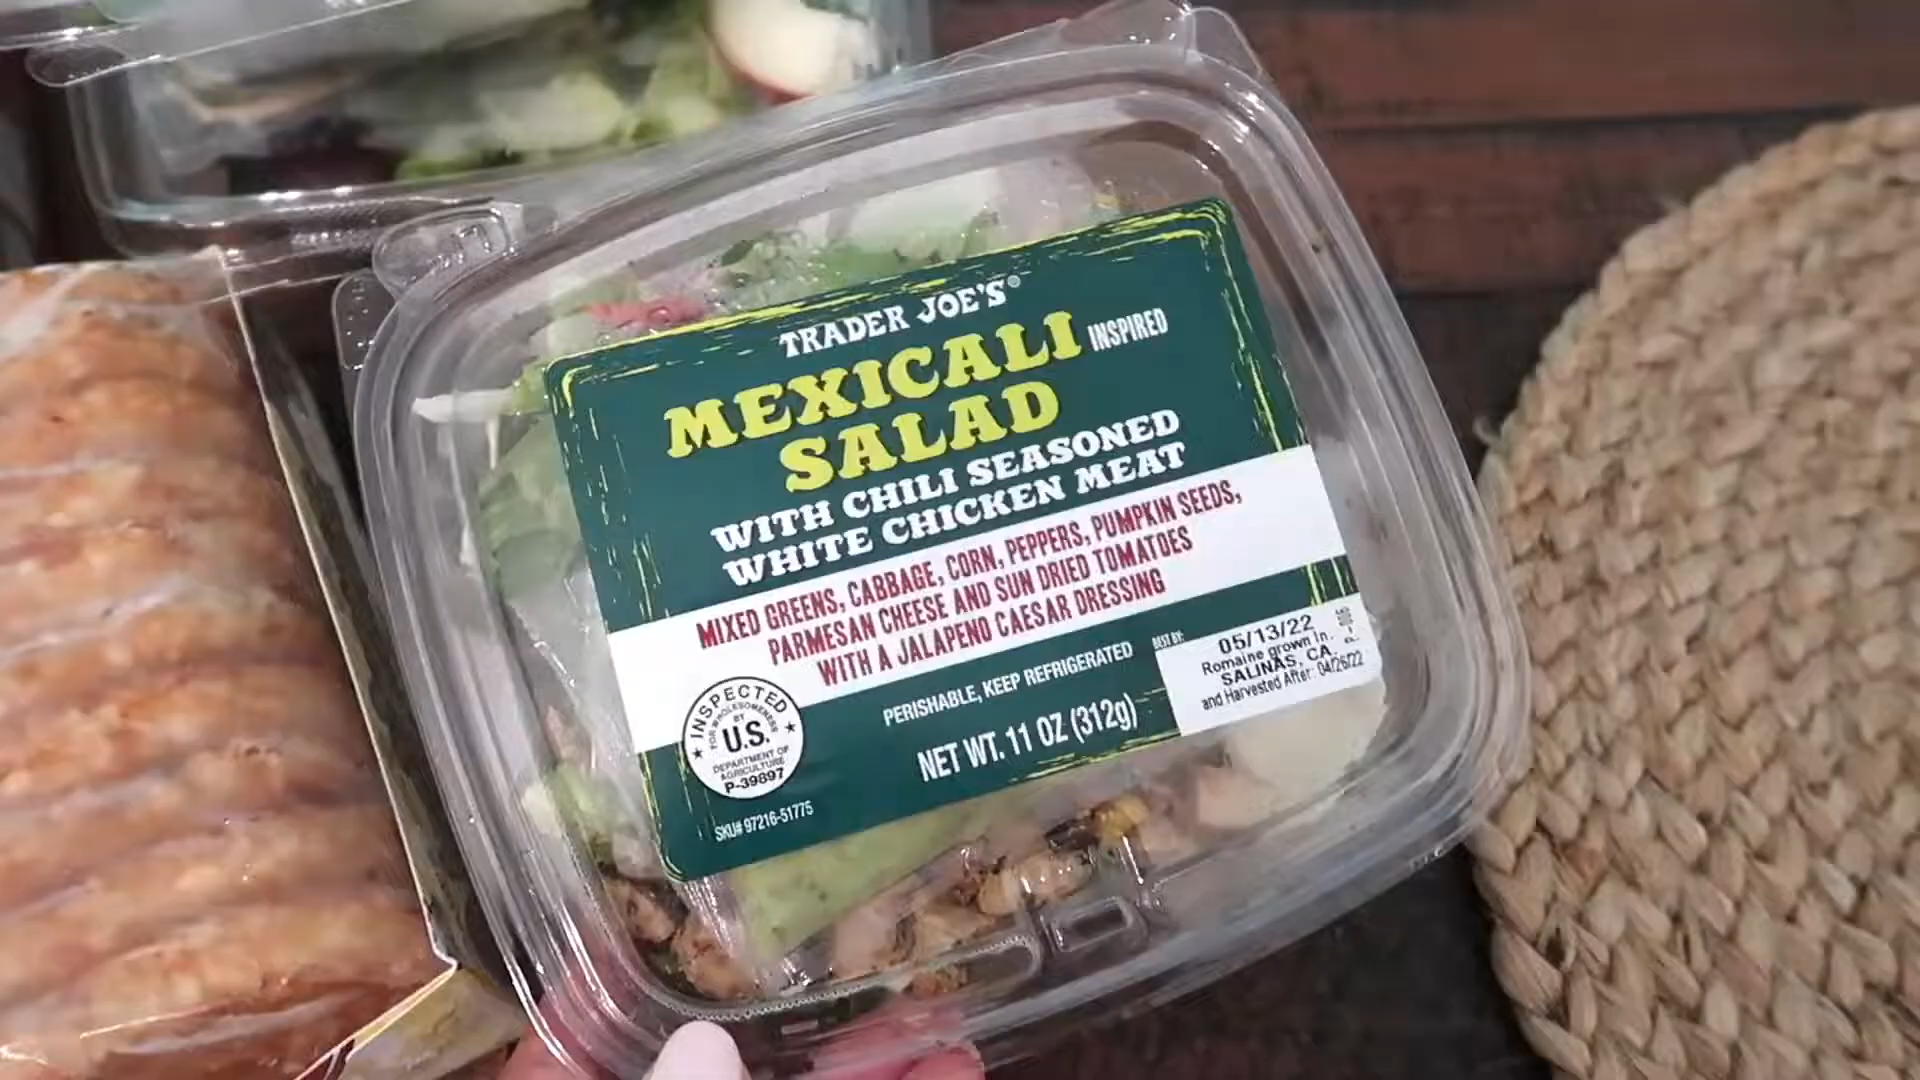 TRADER JOE'S®
MEXICALI INSPIRED
SALAD
WITH CHILI SEASONED
WHITE CHICKEN MEAT
MIXED GREENS, CABBAGE, CORN, PEPPERS, PUMPKIN SEEDS,
PARMESAN CHEESE AND SUN DRIED TOMATOES
WITH A JALAPENO CAESAR DRESSING
PERISHABLE, KEEP REFRIGERATED
NET WT. 11 OZ (312g)
BEST BY:
05/13/22
Romaine grown In.
SALINAS, CA.
and Harvested After: 04/26/22
INSPECTED
FOR WHOLESOMENESS
BY
U.S.
DEPARTMENT OF
AGRICULTURE
P-39897
SKU# 97216-51775